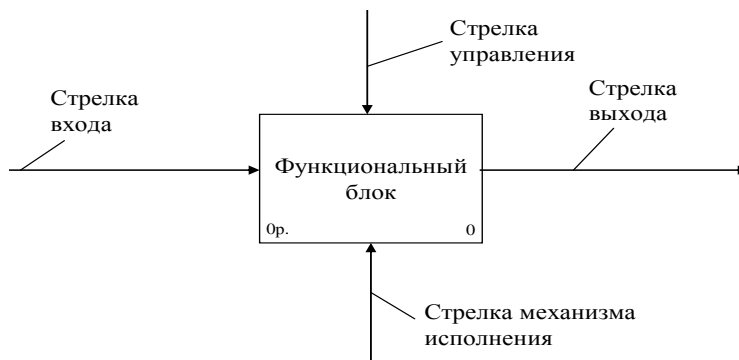 Стрелка
управления
Стрелка
входа
Стрелка
выхода
Функциональный
блок
0р.
0
Стрелка механизма
исполнения